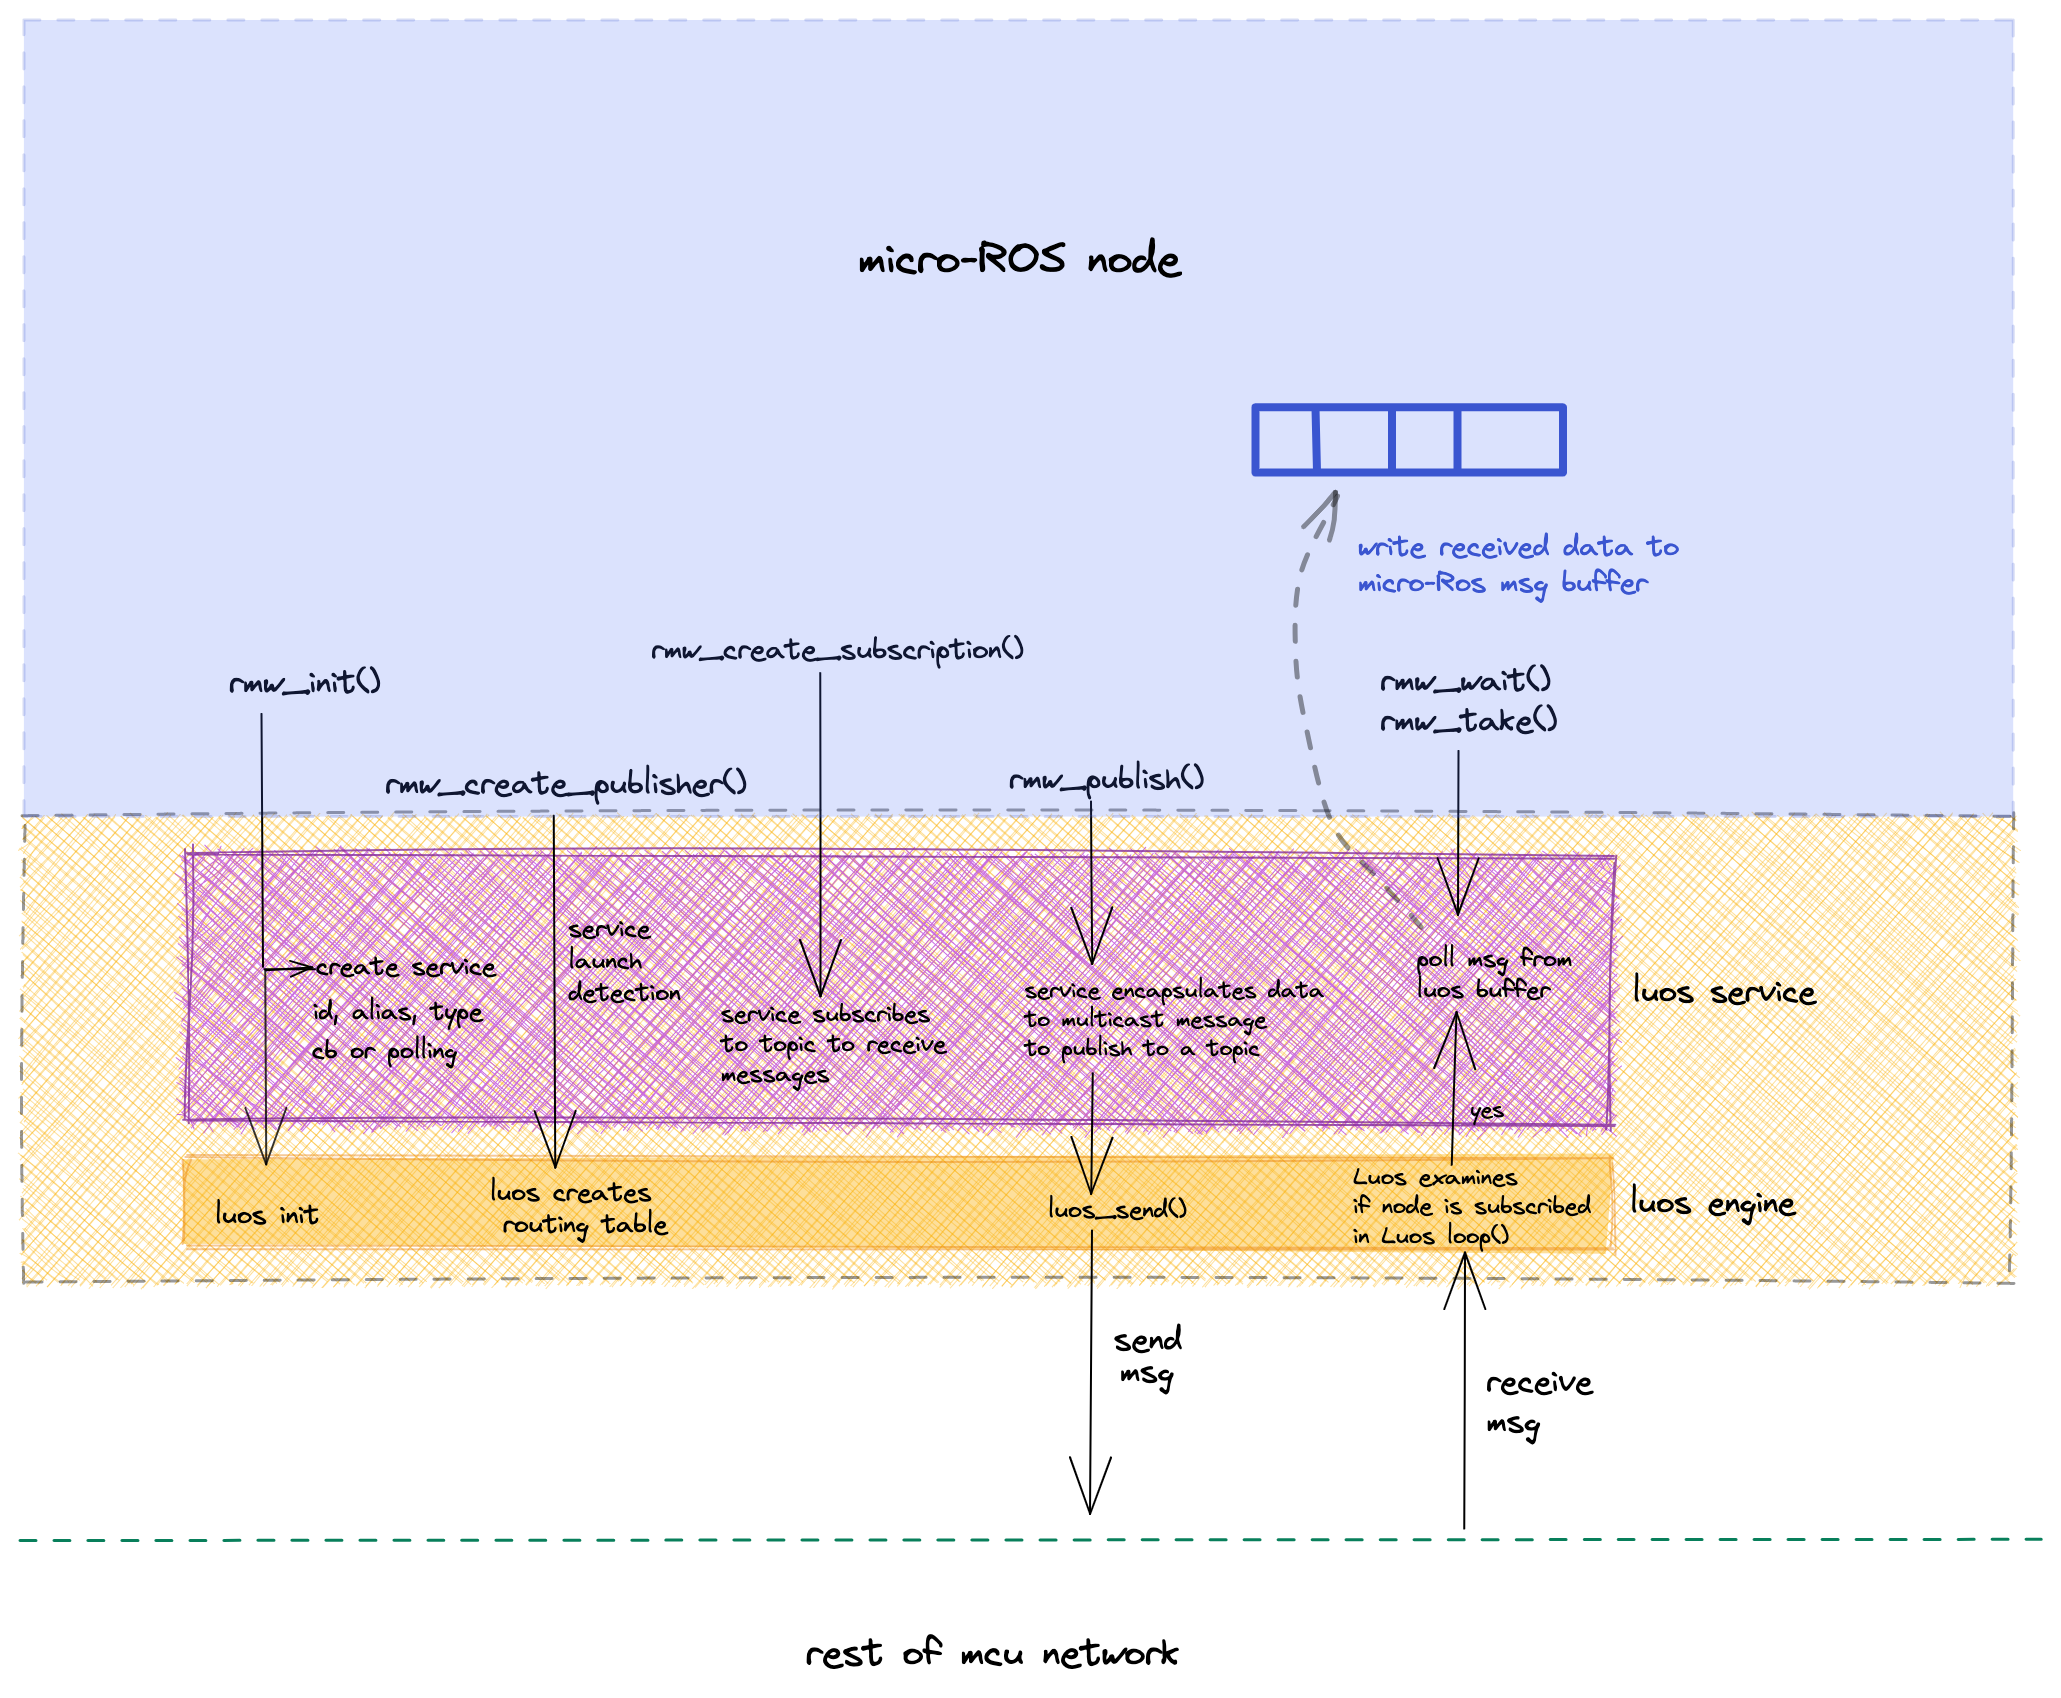 micro-ROS node
write received data to
micro-Ros msg buffer
rmw_create_subscription()
rmw_init()
rmw_wait()
rmw_take()
rmw_create_publisher()
rmw_publish()
service
launch
detection
create service
id, alias, type
cb or polling
service subscribes
to topic to receive
messages
service encapsulates data
to multicast message
to publish to a topic
poll msg from
luos buffer
luos service
yes
luos init
luos creates
routing table
luos_send()
Luos examines
if node is subscribed
in Luos loop()
luos engine
send
msg
receive
msg
rest of mcu network